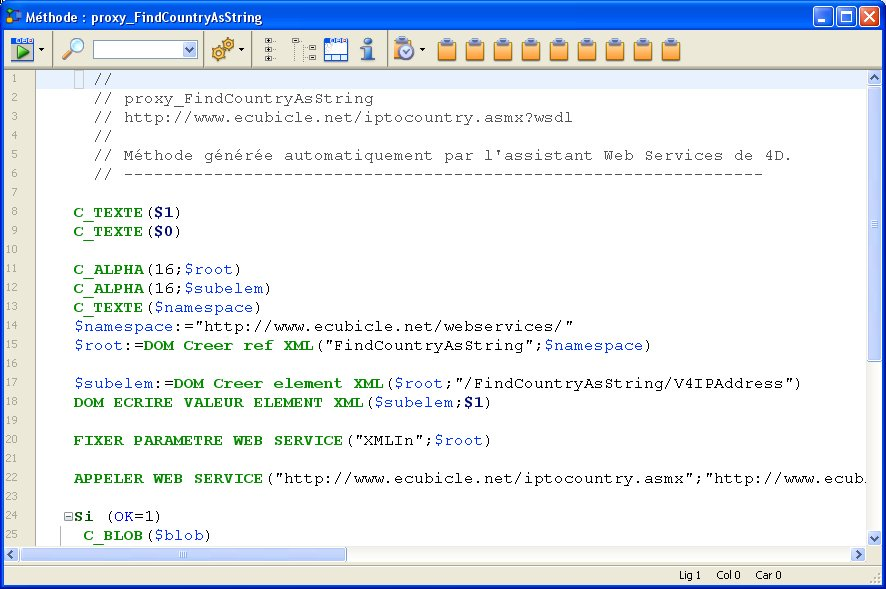 Méthode : proxy_FindCountryAsString
1 //
2 // proxy_FindCountryAsString
3 // http://www.ecubicle.net/iptocountry.asmx?wsdl
4 //
5 // Méthode générée automatiquement par l'assistant Web Services de 4D.
6 // ----------------------------------------------------------------
7
8 C_TEXTE($1)
9 C_TEXTE($0)
10
11 C_ALPHA(16;$root)
12 C_ALPHA(16;$subelem)
13 C_TEXTE($namespace)
14 $namespace:="http://www.ecubicle.net/webservices/"
15 $root:=DOM Creer ref XML("FindCountryAsString";$namespace)
16
17 $subelem:=DOM Creer element XML($root;"/FindCountryAsString/V4IPAddress")
18 DOM ECRIRE VALEUR ELEMENT XML($subelem;$1)
19
20 FIXER PARAMETRE WEB SERVICE("XMLIn";$root)
21
22 APPELER WEB SERVICE("http://www.ecubicle.net/iptocountry.asmx";"http://www.ecubi
23
24 Si (OK=1)
25 C_BLOB($blob)
Lig 1 Col 0 Car 0